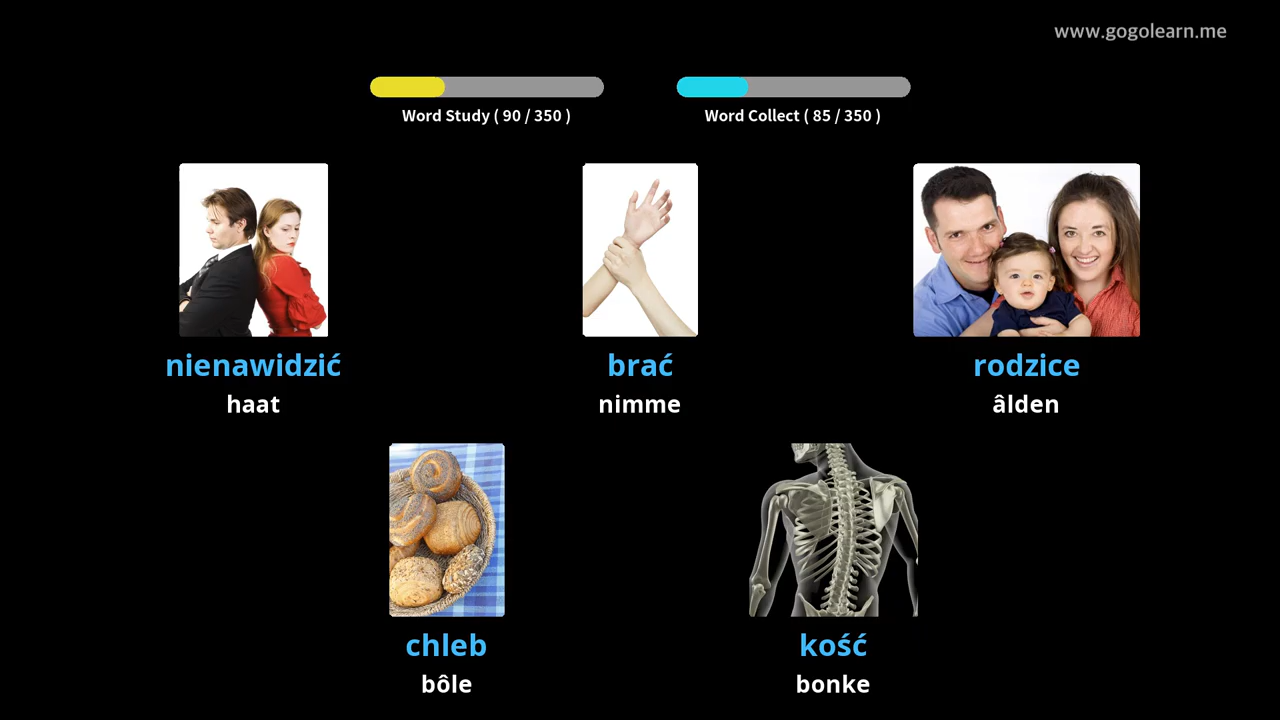 www.gogolearn.me
Word Study ( 90 / 350 )
Word Collect ( 85 / 350 )
nienawidzić
haat
brać
nimme
rodzice
âlden
chleb
bôle
kość
bonke